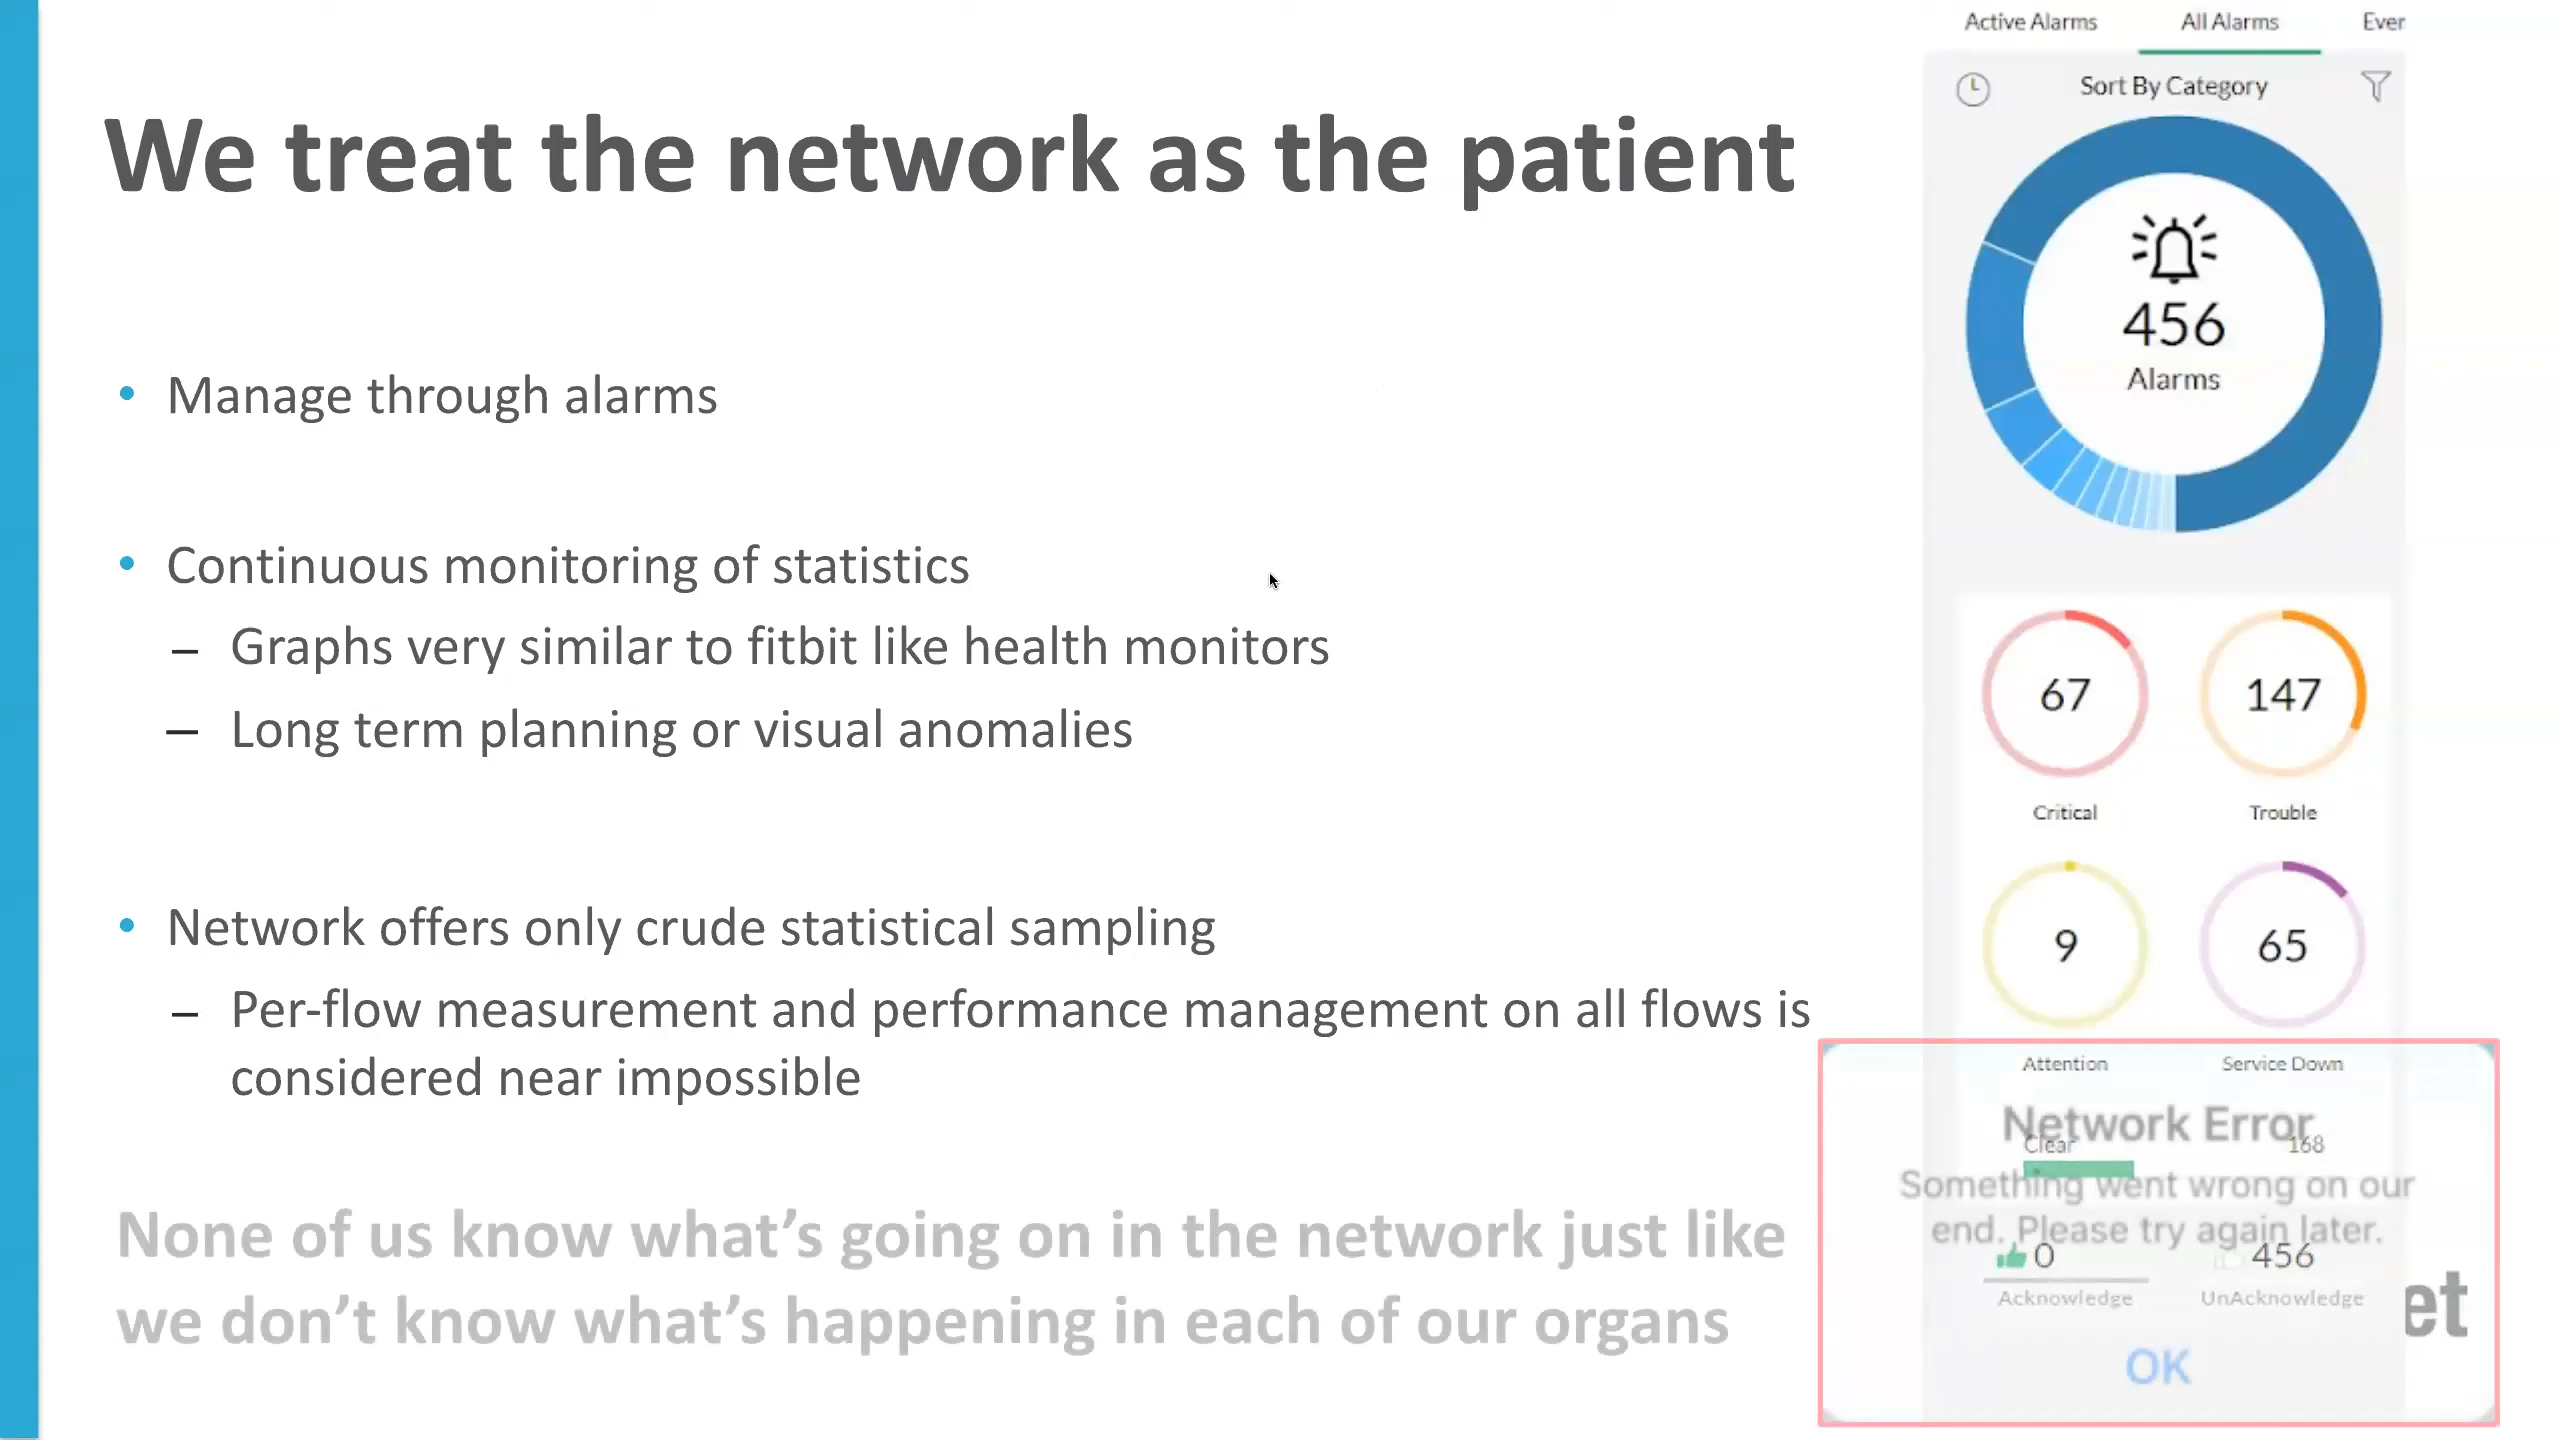 We treat the network as the patient
• Manage through alarms
• Continuous monitoring of statistics
– Graphs very similar to fitbit like health monitors
– Long term planning or visual anomalies
• Network offers only crude statistical sampling
– Per-flow measurement and performance management on all flows is
considered near impossible
None of us know what’s going on in the network just like
we don’t know what’s happening in each of our organs
Active Alarms All Alarms Ever
Sort By Category
456
Alarms
67 147
Critical Trouble
9 65
Attention Service Down
Network Error
Clear 168
Something went wrong on our
end. Please try again later.
0 456
Acknowledge UnAcknowledge
et
OK